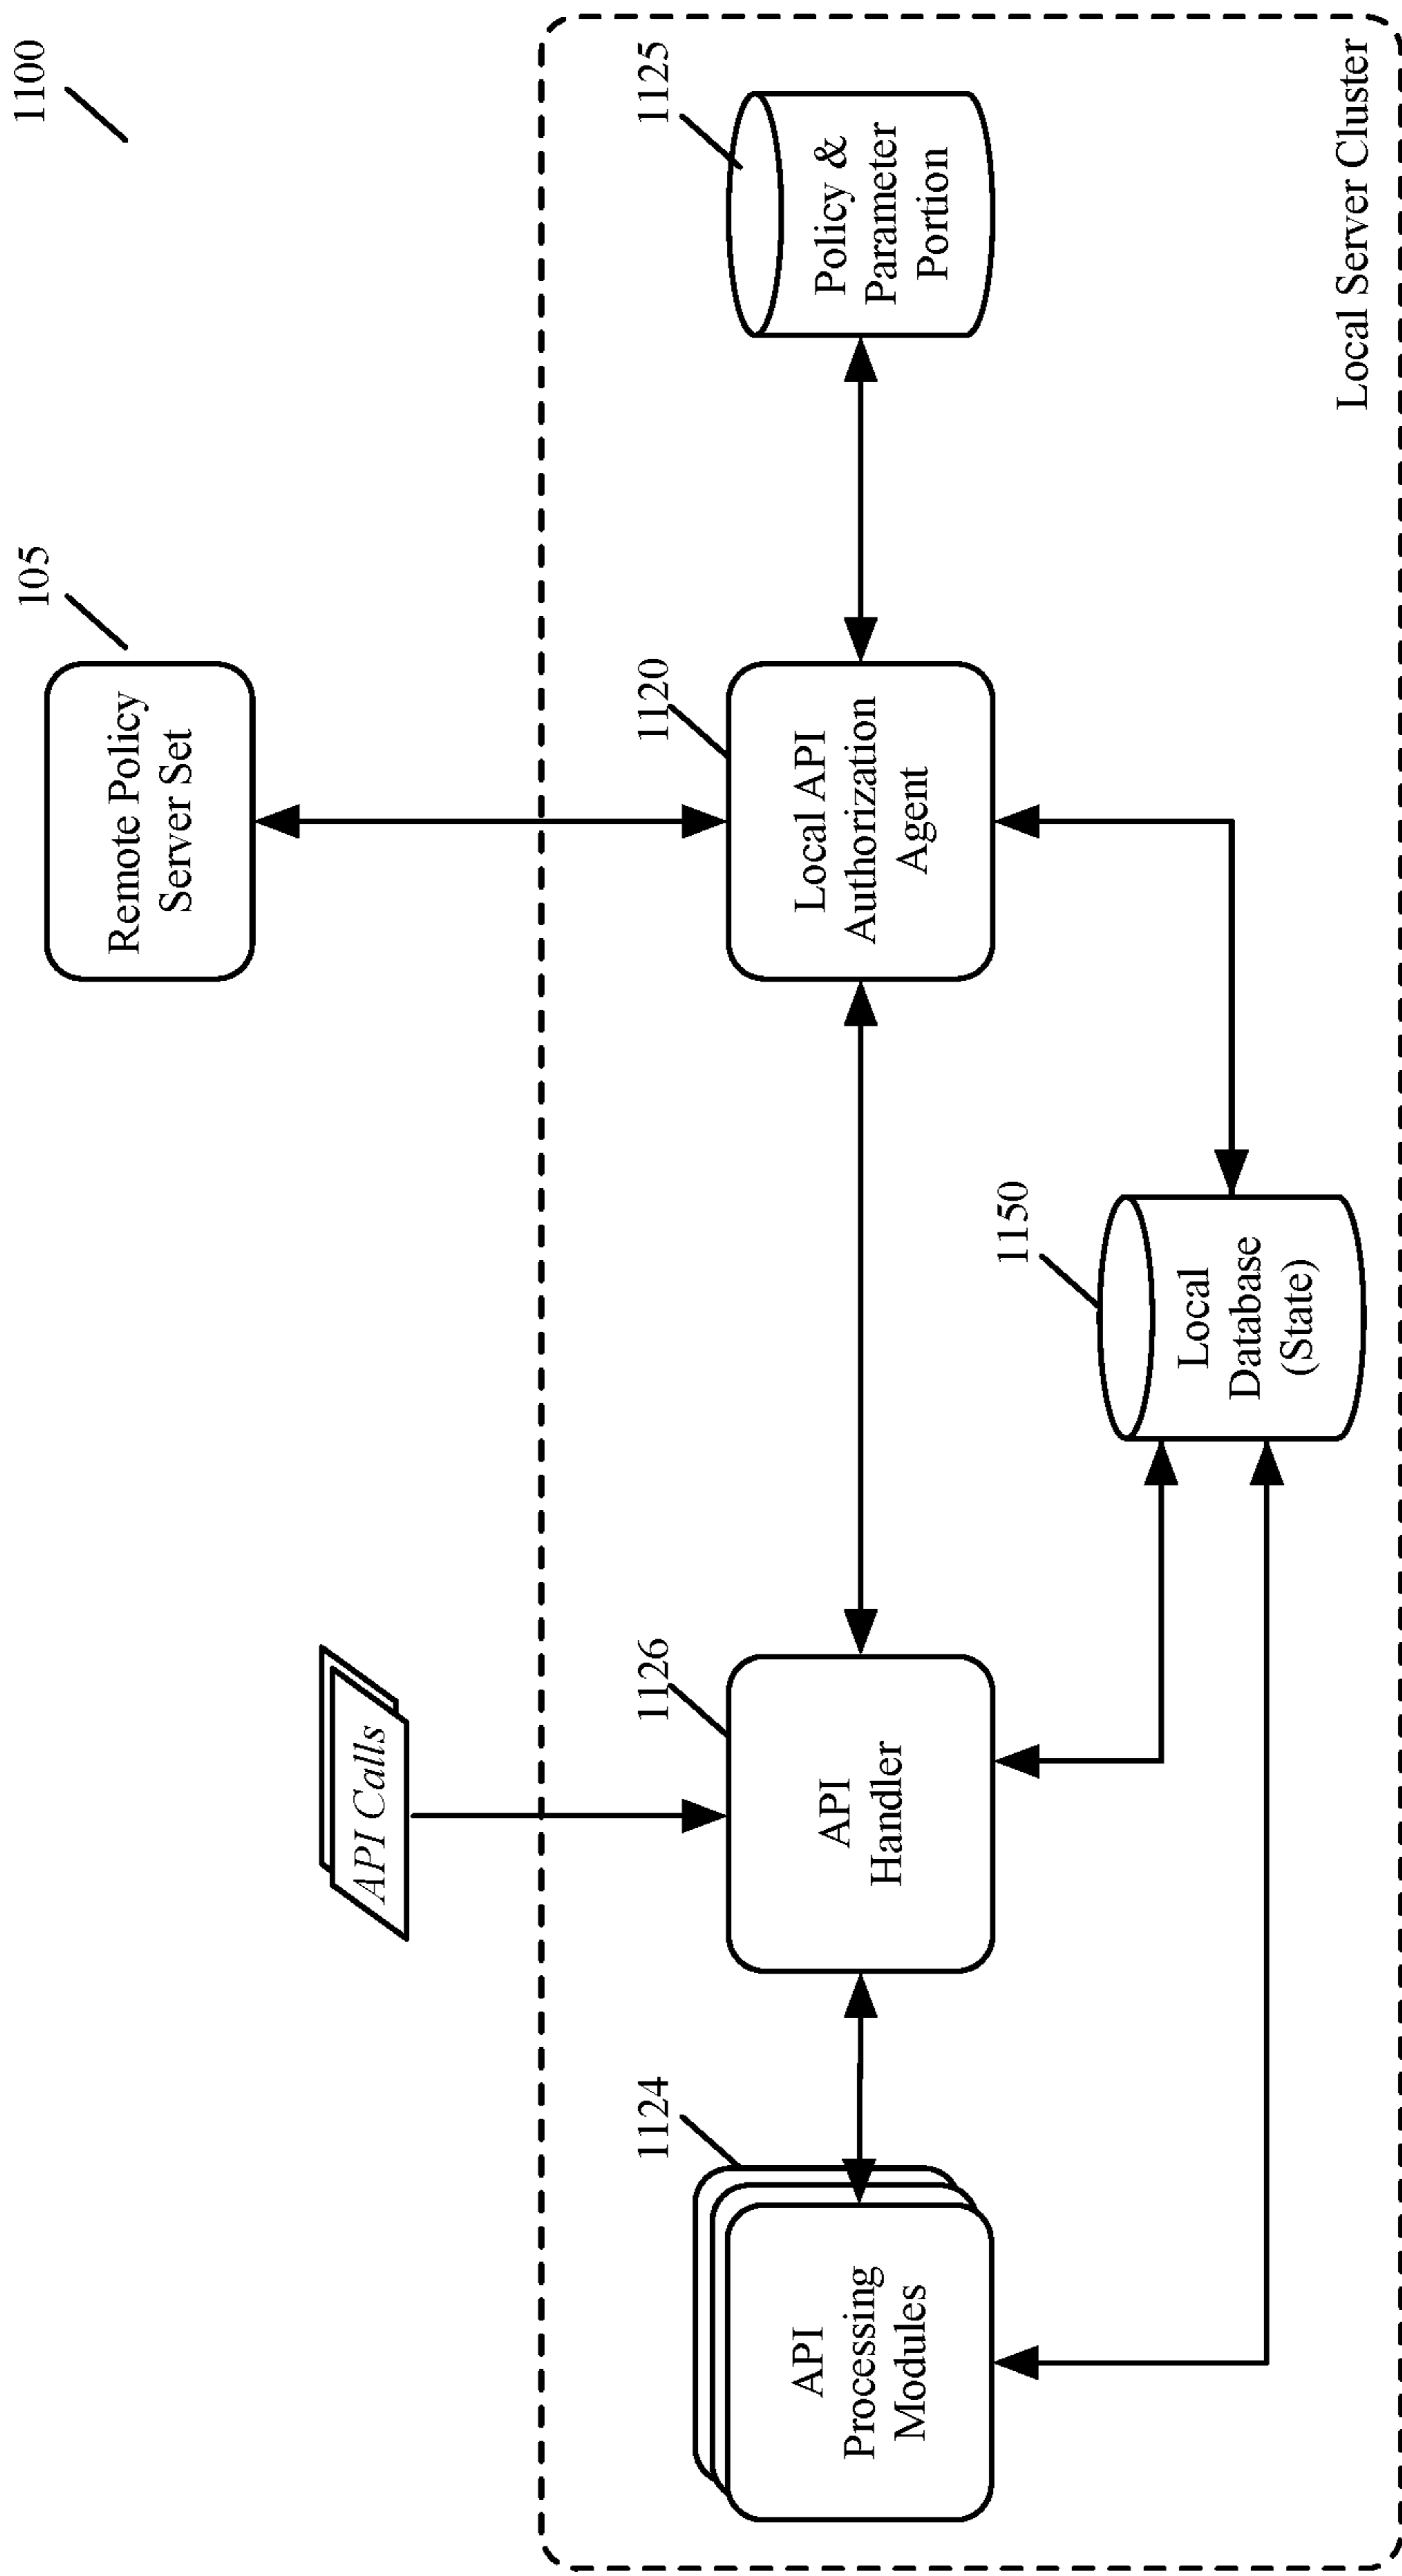 1100
105
Remote Policy
Server Set
API Calls
1124
1126
1120
1125
API
Processing
Modules
API
Handler
Local API
Authorization
Agent
Policy &
Parameter
Portion
1150
Local
Database
(State)
Local Server Cluster